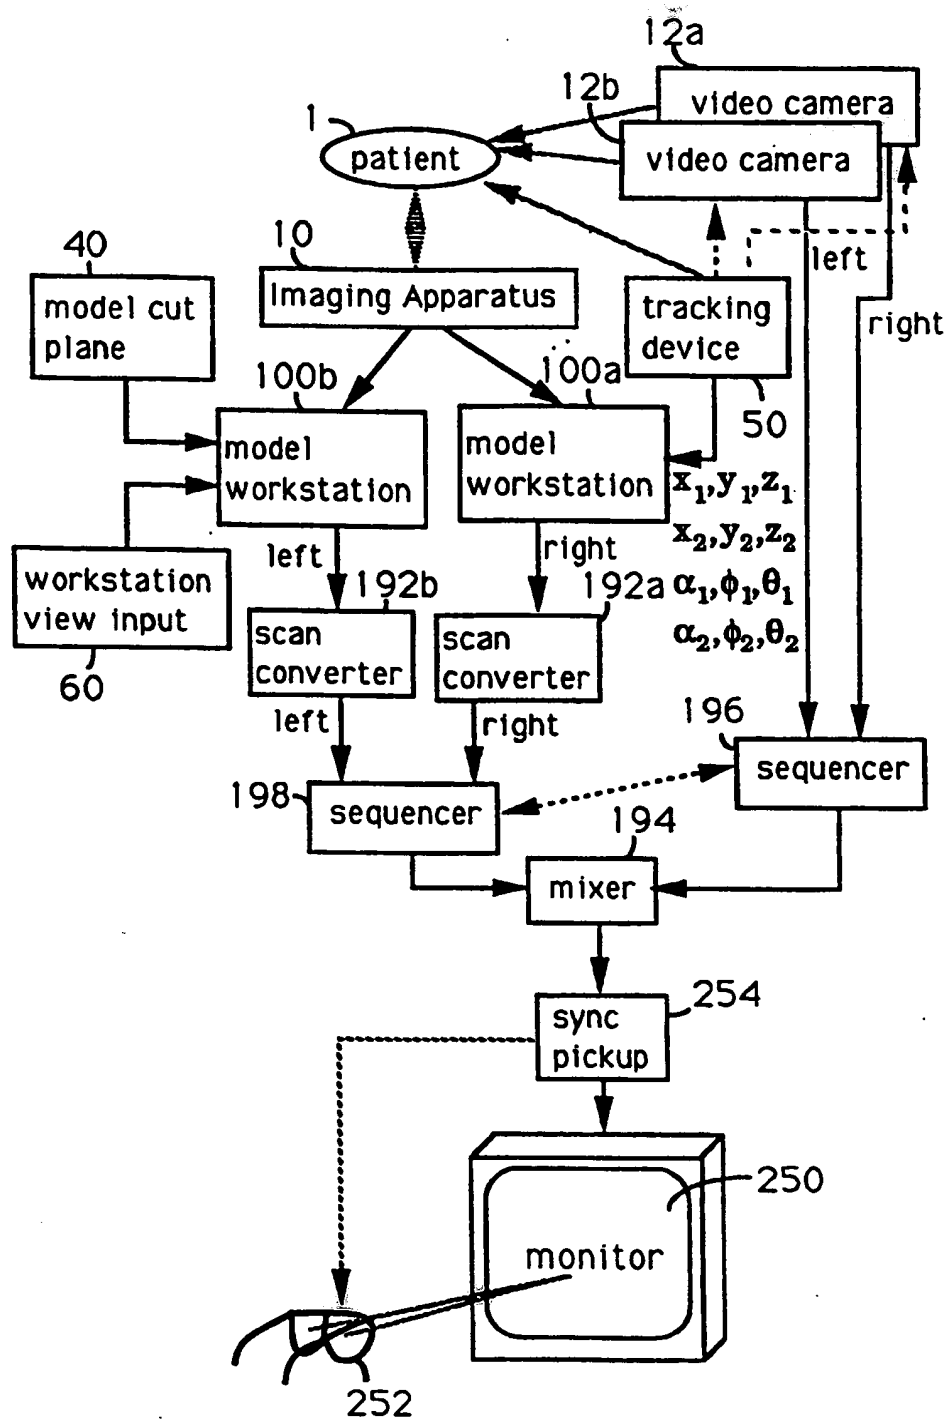 12a
video camera
12b
video camera
1
patient
40
10
left
model cut
plane
Imaging Apparatus
tracking
device
right
100b
100a
50
model
workstation
model
workstation
x₁,y₁,z₁
x₂,y₂,z₂
α₁,ϕ₁,θ₁
α₂,ϕ₂,θ₂
left
right
workstation
view input
60
192b
192a
scan
converter
scan
converter
left
right
196
sequencer
198
sequencer
194
mixer
254
sync
pickup
250
monitor
252